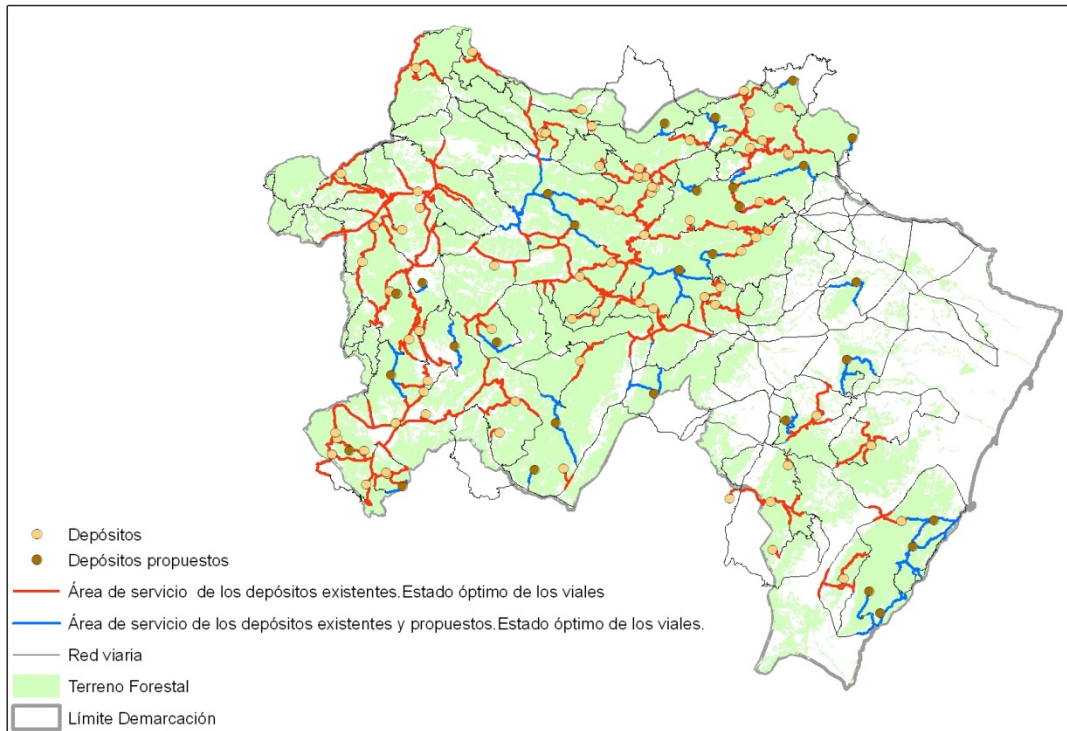 Depósitos
Depósitos propuestos
Área de servicio de los depósitos existentes.Estado óptimo de los viales
Área de servicio de los depósitos existentes y propuestos.Estado óptimo de los viales.
Red viaria
Terreno Forestal
Límite Demarcación